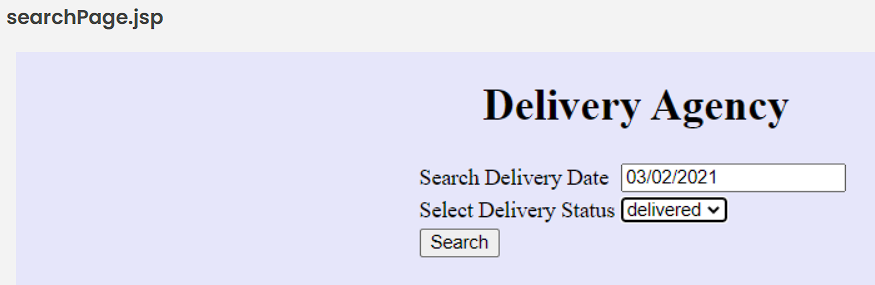 searchPage.jsp
Delivery Agency
Search Delivery Date 03/02/2021
Select Delivery Status delivered
Search